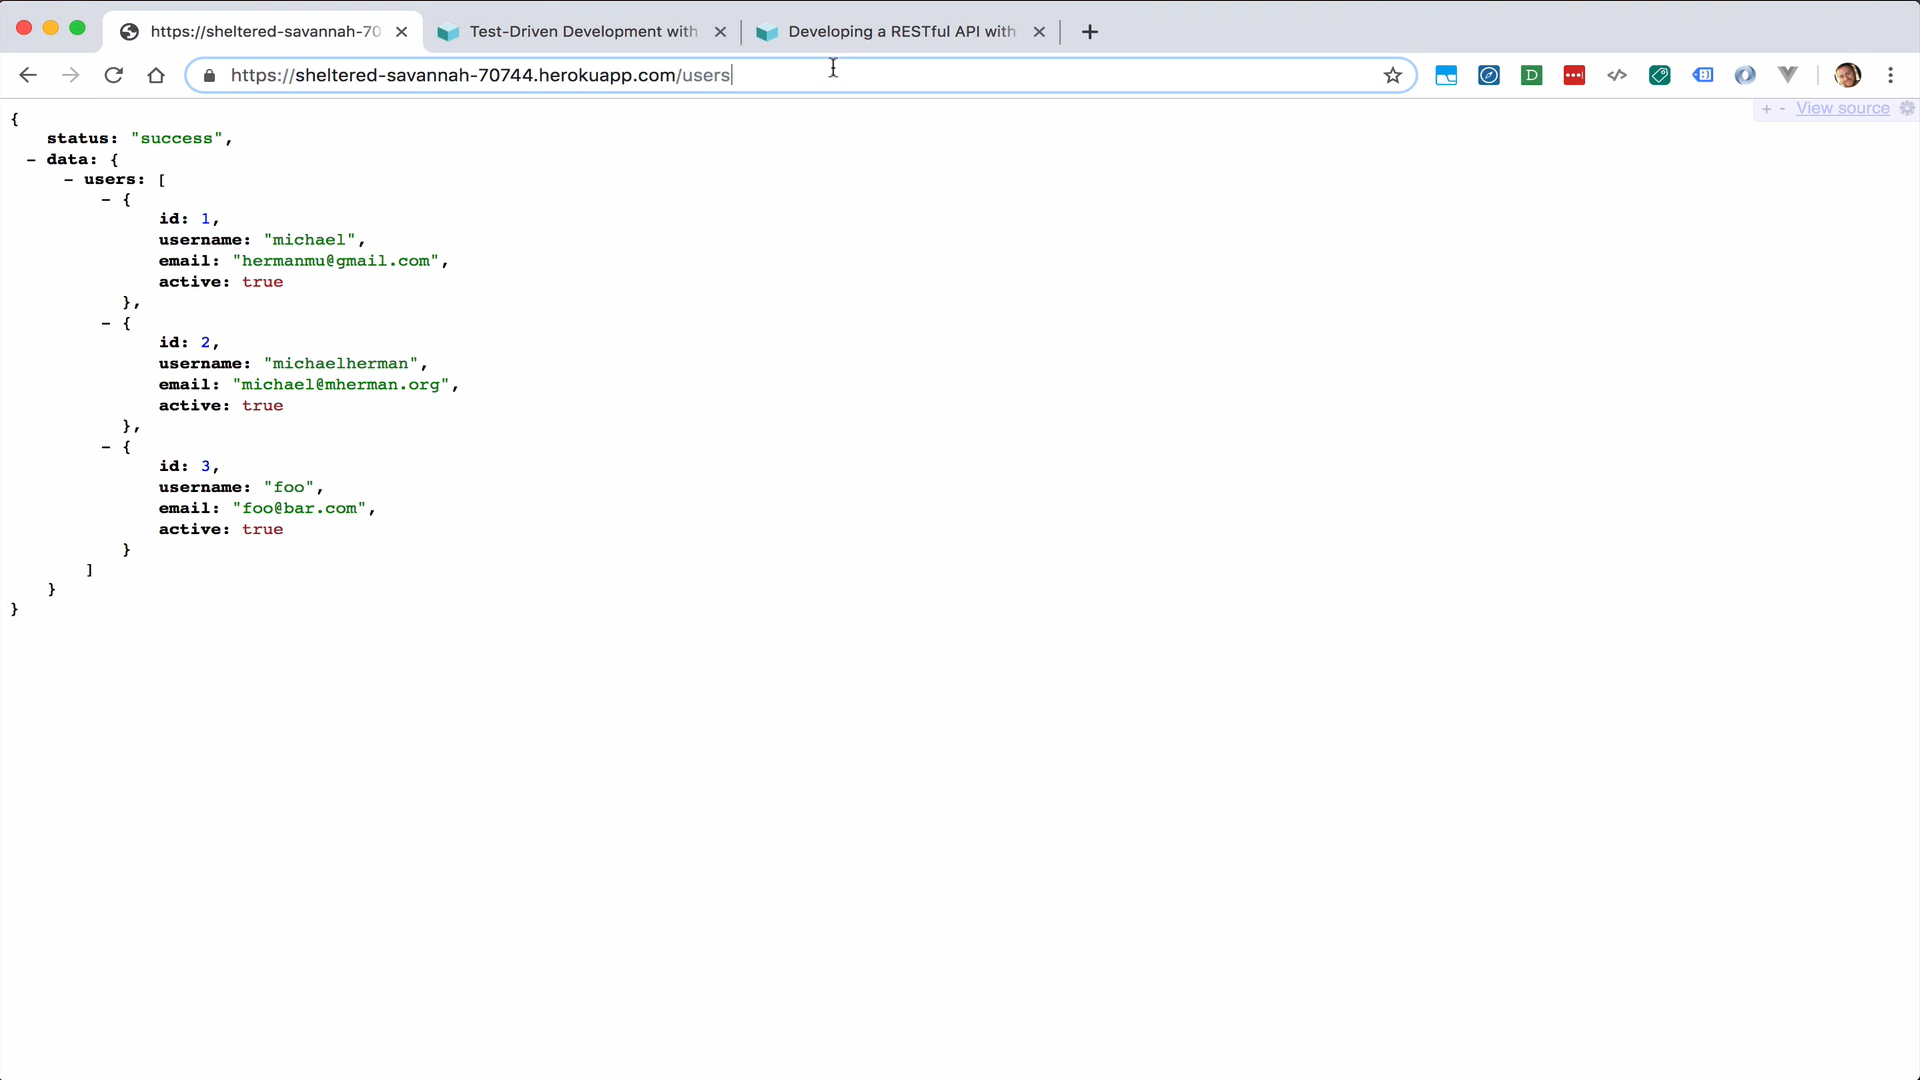 https://sheltered-savannah-70
Test-Driven Development with
Developing a RESTful API with
https://sheltered-savannah-70744.herokuapp.com/users
+ - View source
{
status: "success",
- data: {
- users: [
- {
id: 1,
username: "michael",
email: "hermanmu@gmail.com",
active: true
},
- {
id: 2,
username: "michaelherman",
email: "michael@mherman.org",
active: true
},
- {
id: 3,
username: "foo",
email: "foo@bar.com",
active: true
}
]
}
}